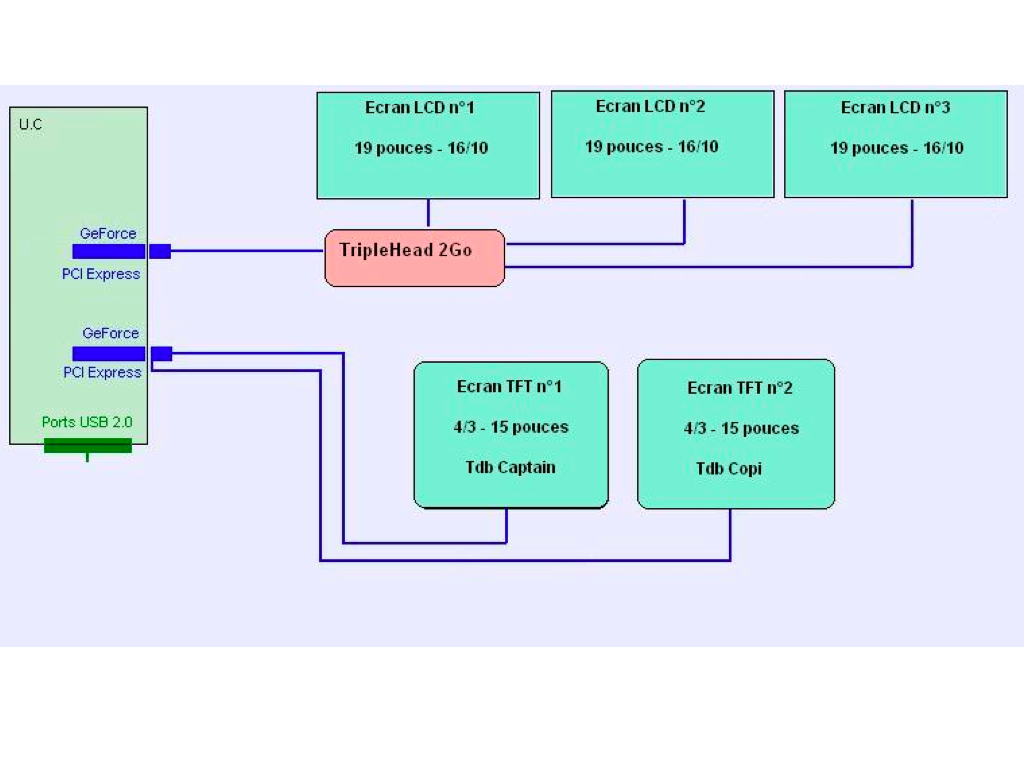 U.C
Ecran LCD n°1
19 pouces - 16/10
Ecran LCD n°2
19 pouces - 16/10
Ecran LCD n°3
19 pouces - 16/10
GeForce
PCI Express
TripleHead 2Go
GeForce
PCI Express
Ports USB 2.0
Ecran TFT n°1
4/3 - 15 pouces
Tdb Captain
Ecran TFT n°2
4/3 - 15 pouces
Tdb Copi